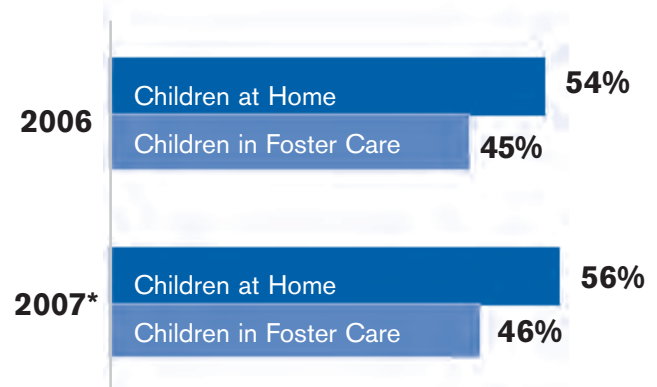 Children at Home 54%
2006
Children in Foster Care 45%
Children at Home 56%
2007*
Children in Foster Care 46%